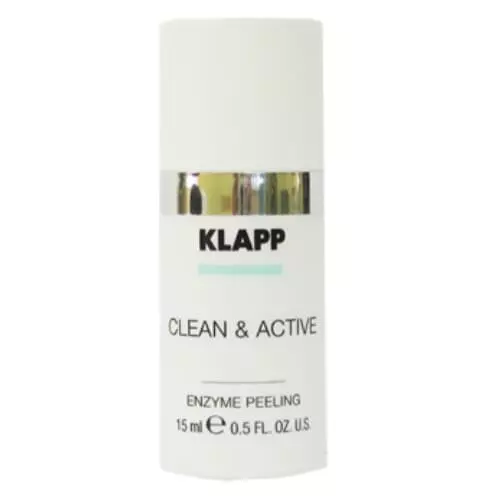 KLAPP
CLEAN & ACTIVE
ENZYME PEELING
15 ml ℮ 0.5 FL. OZ. U.S.